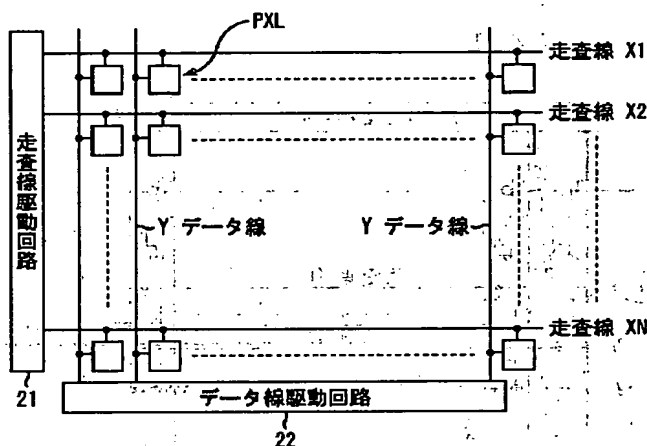 PXL
走査線 X1
走査線 X2
走査線駆動回路
Y データ線
Y データ線
走査線 XN
21
データ線駆動回路
22